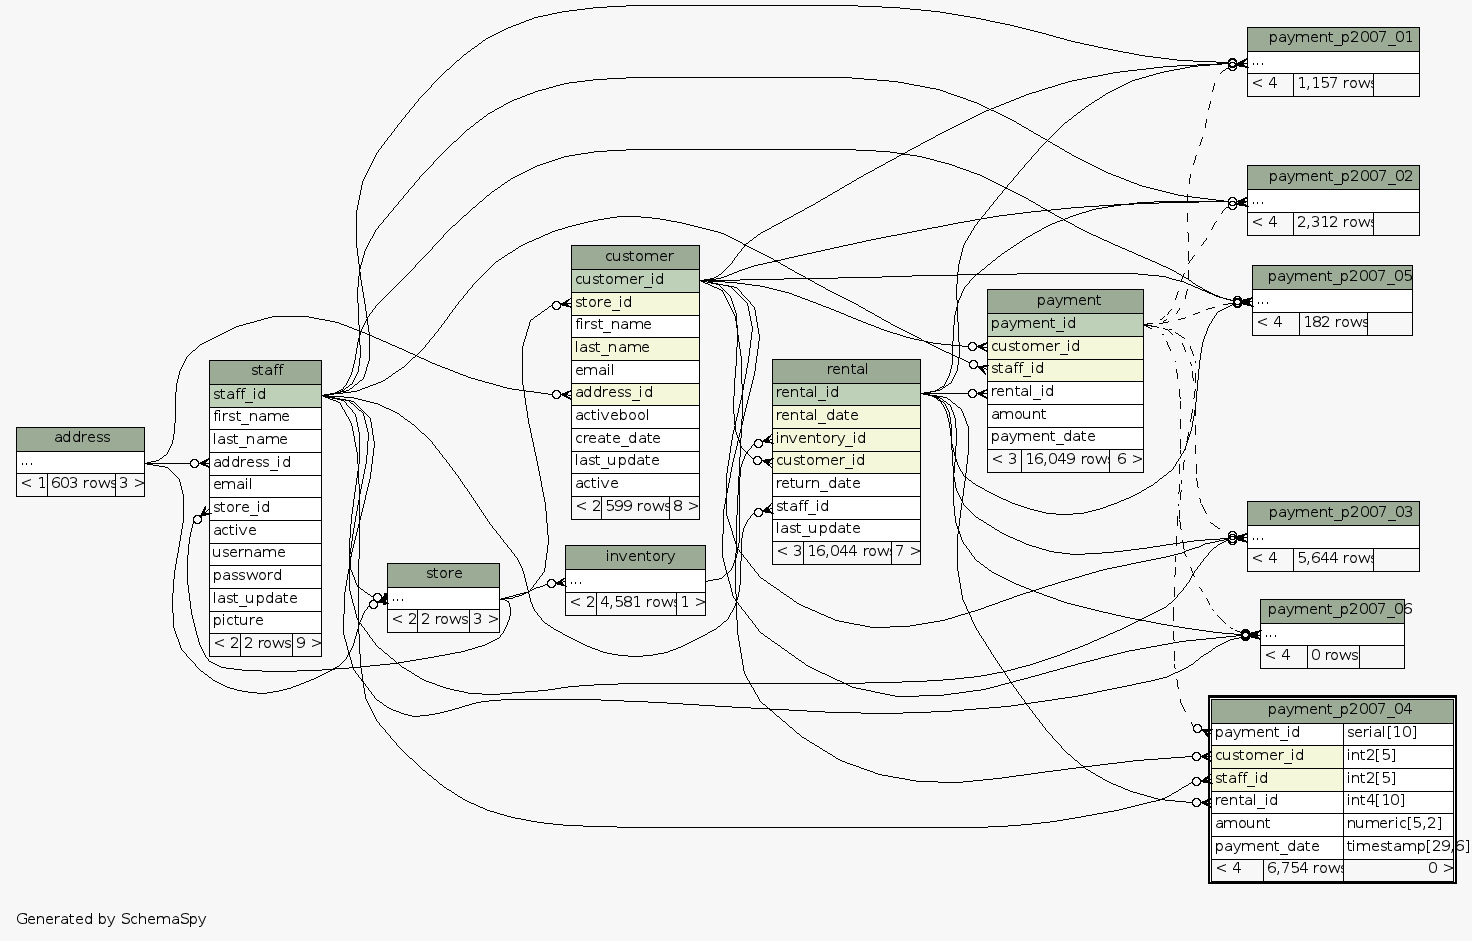 address
...
< 1 603 rows 3 >
staff
staff_id
first_name
last_name
address_id
email
store_id
active
username
password
last_update
picture
< 2 2 rows 9 >
store
...
< 2 2 rows 3 >
customer
customer_id
store_id
first_name
last_name
email
address_id
activebool
create_date
last_update
active
< 2 599 rows 8 >
inventory
...
< 2 4,581 rows 1 >
rental
rental_id
rental_date
inventory_id
customer_id
return_date
staff_id
last_update
< 3 16,044 rows 7 >
payment
payment_id
customer_id
staff_id
rental_id
amount
payment_date
< 3 16,049 rows 6 >
payment_p2007_01
...
< 4 1,157 rows
payment_p2007_02
...
< 4 2,312 rows
payment_p2007_05
...
< 4 182 rows
payment_p2007_03
...
< 4 5,644 rows
payment_p2007_06
...
< 4 0 rows
payment_p2007_04
payment_id serial[10]
customer_id int2[5]
staff_id int2[5]
rental_id int4[10]
amount numeric[5,2]
payment_date timestamp[29,6]
< 4 6,754 rows 0 >
Generated by SchemaSpy